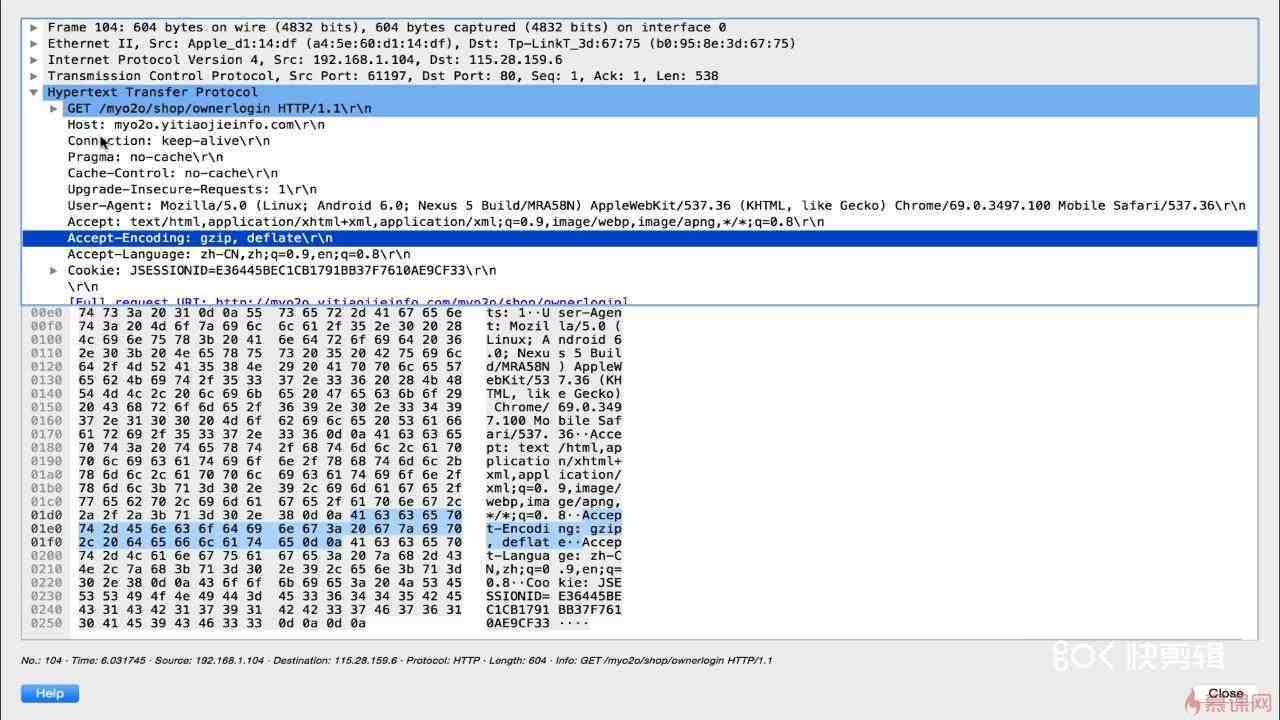 Frame 104: 604 bytes on wire (4832 bits), 604 bytes captured (4832 bits) on interface 0
Ethernet II, Src: Apple_d1:14:df (a4:5e:60:d1:14:df), Dst: Tp-LinkT_3d:67:75 (b0:95:8e:3d:67:75)
Internet Protocol Version 4, Src: 192.168.1.104, Dst: 115.28.159.6
Transmission Control Protocol, Src Port: 61197, Dst Port: 80, Seq: 1, Ack: 1, Len: 538
Hypertext Transfer Protocol
GET /myo2o/shop/ownerlogin HTTP/1.1\r\n
Host: myo2o.yitiaojieinfo.com\r\n
Connection: keep-alive\r\n
Pragma: no-cache\r\n
Cache-Control: no-cache\r\n
Upgrade-Insecure-Requests: 1\r\n
User-Agent: Mozilla/5.0 (Linux; Android 6.0; Nexus 5 Build/MRA58N) AppleWebKit/537.36 (KHTML, like Gecko) Chrome/69.0.3497.100 Mobile Safari/537.36\r\n
Accept: text/html,application/xhtml+xml,application/xml;q=0.9,image/webp,image/apng,*/*;q=0.8\r\n
Accept-Encoding: gzip, deflate\r\n
Accept-Language: zh-CN,zh;q=0.9,en;q=0.8\r\n
Cookie: JSESSIONID=E36445BEC1CB1791BB37F7610AE9CF33\r\n
\r\n
[Full request URI: http://myo2o.yitiaojieinfo.com/myo2o/shop/ownerlogin]
00e0 74 73 3a 20 31 0d 0a 55 73 65 72 2d 41 67 65 6e ts: 1··U ser-Agen
00f0 74 3a 20 4d 6f 7a 69 6c 6c 61 2f 35 2e 30 20 28 t: Mozil la/5.0 (
0100 4c 69 6e 75 78 3b 20 41 6e 64 72 6f 69 64 20 36 Linux; A ndroid 6
0110 2e 30 3b 20 4e 65 78 75 73 20 35 20 42 75 69 6c .0; Nexu s 5 Buil
0120 64 2f 4d 52 41 35 38 4e 29 20 41 70 70 6c 65 57 d/MRA58N ) AppleW
0130 65 62 4b 69 74 2f 35 33 37 2e 33 36 20 28 4b 48 ebKit/53 7.36 (KH
0140 54 4d 4c 2c 20 6c 69 6b 65 20 47 65 63 6b 6f 29 TML, lik e Gecko)
0150 20 43 68 72 6f 6d 65 2f 36 39 2e 30 2e 33 34 39 Chrome/ 69.0.349
0160 37 2e 31 30 30 20 4d 6f 62 69 6c 65 20 53 61 66 7.100 Mo bile Saf
0170 61 72 69 2f 35 33 37 2e 33 36 0d 0a 41 63 63 65 ari/537. 36··Acce
0180 70 74 3a 20 74 65 78 74 2f 68 74 6d 6c 2c 61 70 pt: text /html,ap
0190 70 6c 69 63 61 74 69 6f 6e 2f 78 68 74 6d 6c 2b plicatio n/xhtml+
01a0 78 6d 6c 2c 61 70 70 6c 69 63 61 74 69 6f 6e 2f xml,appl ication/
01b0 78 6d 6c 3b 71 3d 30 2e 39 2c 69 6d 61 67 65 2f xml;q=0. 9,image/
01c0 77 65 62 70 2c 69 6d 61 67 65 2f 61 70 6e 67 2c webp,ima ge/apng,
01d0 2a 2f 2a 3b 71 3d 30 2e 38 0d 0a 41 63 63 65 70 */*;q=0. 8··Accep
01e0 74 2d 45 6e 63 6f 64 69 6e 67 3a 20 67 7a 69 70 t-Encodi ng: gzip
01f0 2c 20 64 65 66 6c 61 74 65 0d 0a 41 63 63 65 70 , deflat e··Accep
0200 74 2d 4c 61 6e 67 75 61 67 65 3a 20 7a 68 2d 43 t-Langua ge: zh-C
0210 4e 2c 7a 68 3b 71 3d 30 2e 39 2c 65 6e 3b 71 3d N,zh;q=0 .9,en;q=
0220 30 2e 38 0d 0a 43 6f 6f 6b 69 65 3a 20 4a 53 45 0.8··Coo kie: JSE
0230 53 53 49 4f 4e 49 44 3d 45 33 36 34 34 35 42 45 SSIONID= E36445BE
0240 43 31 43 42 31 37 39 31 42 42 33 37 46 37 36 31 C1CB1791 BB37F761
0250 30 41 45 39 43 46 33 33 0d 0a 0d 0a 0AE9CF33 ····
No.: 104 · Time: 6.031745 · Source: 192.168.1.104 · Destination: 115.28.159.6 · Protocol: HTTP · Length: 604 · Info: GET /myo2o/shop/ownerlogin HTTP/1.1
快剪辑
Help
Close
慕课网